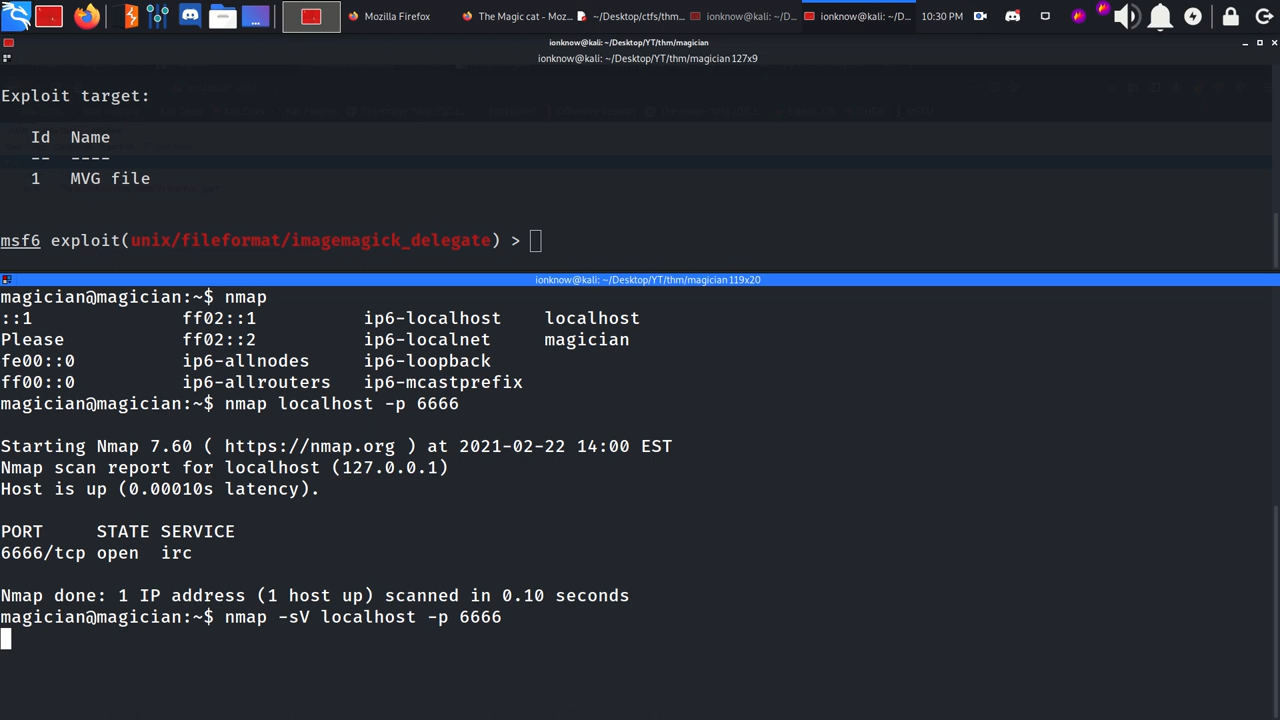 Mozilla Firefox
The Magic cat - Moz...
~/Desktop/ctfs/thm...
ionknow@kali: ~/D...
ionknow@kali: ~/D...
10:30 PM
ionknow@kali: ~/Desktop/YT/thm/magician
ionknow@kali: ~/Desktop/YT/thm/magician 127x9
Exploit target:
Id Name
-- ----
1 MVG file
msf6 exploit(unix/fileformat/imagemagick_delegate) >
ionknow@kali: ~/Desktop/YT/thm/magician 119x20
magician@magician:~$ nmap
::1 ff02::1 ip6-localhost localhost
Please ff02::2 ip6-localnet magician
fe00::0 ip6-allnodes ip6-loopback
ff00::0 ip6-allrouters ip6-mcastprefix
magician@magician:~$ nmap localhost -p 6666
Starting Nmap 7.60 ( https://nmap.org ) at 2021-02-22 14:00 EST
Nmap scan report for localhost (127.0.0.1)
Host is up (0.00010s latency).
PORT STATE SERVICE
6666/tcp open irc
Nmap done: 1 IP address (1 host up) scanned in 0.10 seconds
magician@magician:~$ nmap -sV localhost -p 6666